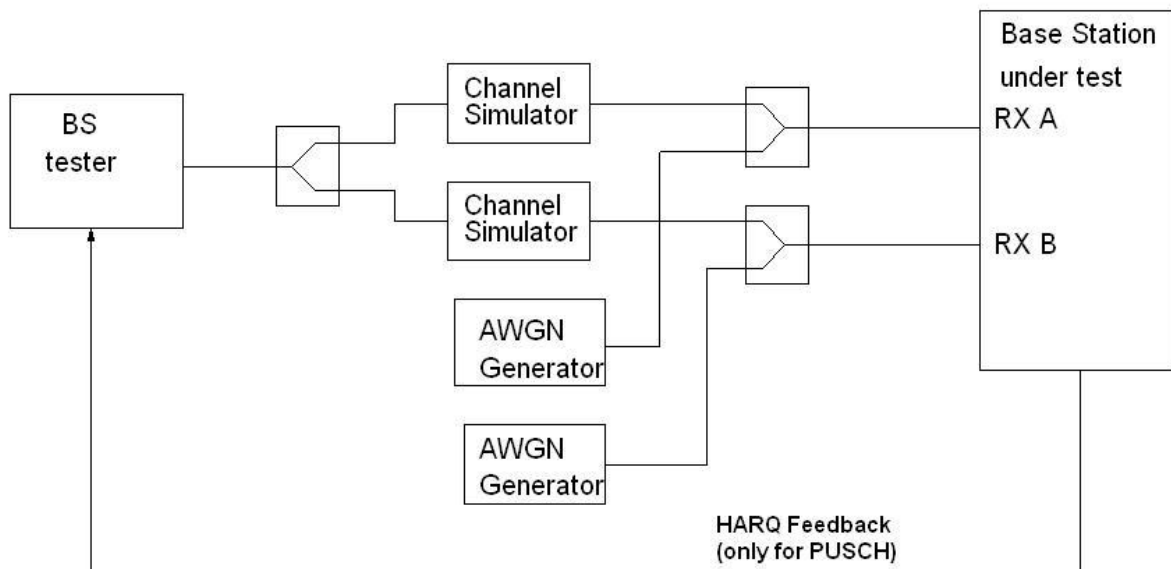 BS
tester
Channel
Simulator
Channel
Simulator
AWGN
Generator
AWGN
Generator
Base Station
under test
RX A
RX B
HARQ Feedback
(only for PUSCH)